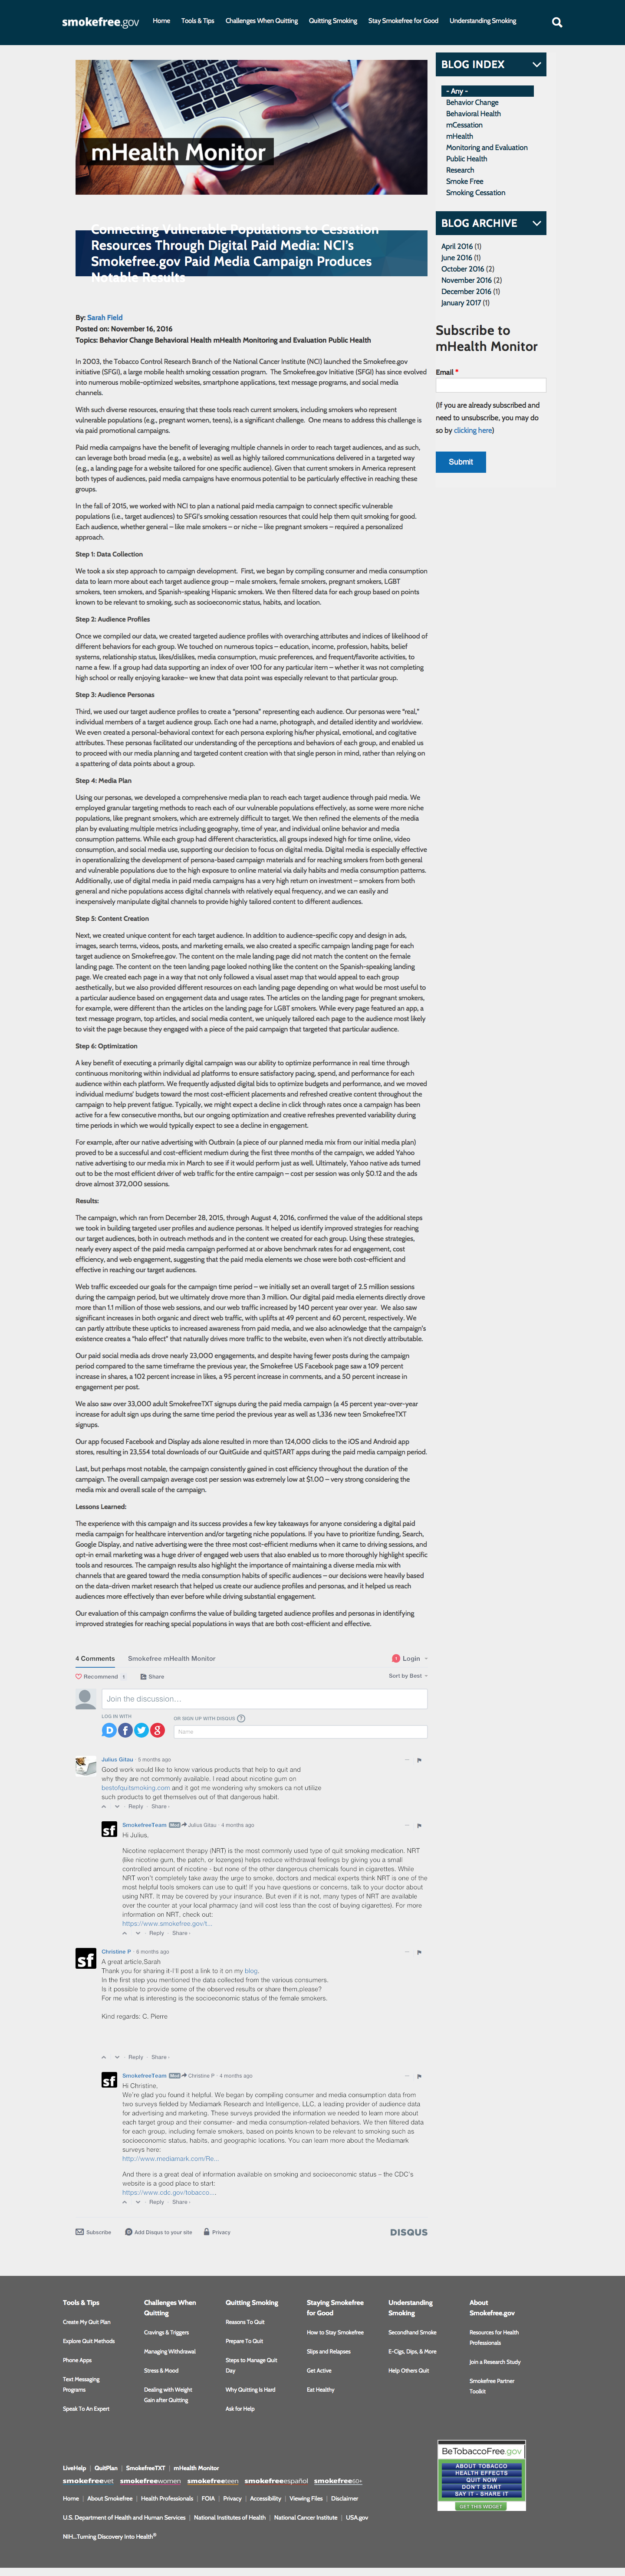 smokefree.gov
Home
Tools & Tips
Challenges When Quitting
Quitting Smoking
Stay Smokefree for Good
Understanding Smoking
mHealth Monitor
Connecting Vulnerable Populations to Cessation
Resources Through Digital Paid Media: NCI's
Smokefree.gov Paid Media Campaign Produces
Notable Results
By: Sarah Field
Posted on: November 16, 2016
Topics: Behavior Change Behavioral Health mHealth Monitoring and Evaluation Public Health
In 2003, the Tobacco Control Research Branch of the National Cancer Institute (NCI) launched the Smokefree.gov
initiative (SFGI), a large mobile health smoking cessation program. The Smokefree.gov Initiative (SFGI) has since evolved
into numerous mobile-optimized websites, smartphone applications, text message programs, and social media
channels.
With such diverse resources, ensuring that these tools reach current smokers, including smokers who represent
vulnerable populations (e.g., pregnant women, teens), is a significant challenge. One means to address this challenge is
via paid promotional campaigns.
Paid media campaigns have the benefit of leveraging multiple channels in order to reach target audiences, and as such,
can leverage both broad media (e.g., a website) as well as highly tailored communications delivered in a targeted way
(e.g., a landing page for a website tailored for one specific audience). Given that current smokers in America represent
both types of audiences, paid media campaigns have enormous potential to be particularly effective in reaching these
groups.
In the fall of 2015, we worked with NCI to plan a national paid media campaign to connect specific vulnerable
populations (i.e., target audiences) to SFGI's smoking cessation resources that could help them quit smoking for good.
Each audience, whether general – like male smokers – or niche – like pregnant smokers – required a personalized
approach.
Step 1: Data Collection
We took a six step approach to campaign development. First, we began by compiling consumer and media consumption
data to learn more about each target audience group – male smokers, female smokers, pregnant smokers, LGBT
smokers, teen smokers, and Spanish-speaking Hispanic smokers. We then filtered data for each group based on points
known to be relevant to smoking, such as socioeconomic status, habits, and location.
Step 2: Audience Profiles
Once we compiled our data, we created targeted audience profiles with overarching attributes and indices of likelihood of
different behaviors for each group. We touched on numerous topics – education, income, profession, habits, belief
systems, relationship status, likes/dislikes, media consumption, music preferences, and frequent/favorite activities, to
name a few. If a group had data supporting an index of over 100 for any particular item – whether it was not completing
high school or really enjoying karaoke– we knew that data point was especially relevant to that particular group.
Step 3: Audience Personas
Third, we used our target audience profiles to create a "persona" representing each audience. Our personas were "real,"
individual members of a target audience group. Each one had a name, photograph, and detailed identity and worldview.
We even created a personal-behavioral context for each persona exploring his/her physical, emotional, and cogitative
attributes. These personas facilitated our understanding of the perceptions and behaviors of each group, and enabled us
to proceed with our media planning and targeted content creation with that single person in mind, rather than relying on
a spattering of data points about a group.
Step 4: Media Plan
Using our personas, we developed a comprehensive media plan to reach each target audience through paid media. We
employed granular targeting methods to reach each of our vulnerable populations effectively, as some were more niche
populations, like pregnant smokers, which are extremely difficult to target. We then refined the elements of the media
plan by evaluating multiple metrics including geography, time of year, and individual online behavior and media
consumption patterns. While each group had different characteristics, all groups indexed high for time online, video
consumption, and social media use, supporting our decision to focus on digital media. Digital media is especially effective
in operationalizing the development of persona-based campaign materials and for reaching smokers from both general
and vulnerable populations due to the high exposure to online material via daily habits and media consumption patterns.
Additionally, use of digital media in paid media campaigns has a very high return on investment – smokers from both
general and niche populations access digital channels with relatively equal frequency, and we can easily and
inexpensively manipulate digital channels to provide highly tailored content to different audiences.
Step 5: Content Creation
Next, we created unique content for each target audience. In addition to audience-specific copy and design in ads,
images, search terms, videos, posts, and marketing emails, we also created a specific campaign landing page for each
target audience on Smokefree.gov. The content on the male landing page did not match the content on the female
landing page. The content on the teen landing page looked nothing like the content on the Spanish-speaking landing
page. We created each page in a way that not only followed a visual asset map that would appeal to each group
aesthetically, but we also provided different resources on each landing page depending on what would be most useful to
a particular audience based on engagement data and usage rates. The articles on the landing page for pregnant smokers,
for example, were different than the articles on the landing page for LGBT smokers. While every page featured an app, a
text message program, top articles, and social media content, we uniquely tailored each page to the audience most likely
to visit the page because they engaged with a piece of the paid campaign that targeted that particular audience.
Step 6: Optimization
A key benefit of executing a primarily digital campaign was our ability to optimize performance in real time through
continuous monitoring within individual ad platforms to ensure satisfactory pacing, spend, and performance for each
audience within each platform. We frequently adjusted digital bids to optimize budgets and performance, and we moved
individual mediums' budgets toward the most cost-efficient placements and refreshed creative content throughout the
campaign to help prevent fatigue. Typically, we might expect a decline in click through rates once a campaign has been
active for a few consecutive months, but our ongoing optimization and creative refreshes prevented variability during
time periods in which we would typically expect to see a decline in engagement.
For example, after our native advertising with Outbrain (a piece of our planned media mix from our initial media plan)
proved to be a successful and cost-efficient medium during the first three months of the campaign, we added Yahoo
native advertising to our media mix in March to see if it would perform just as well. Ultimately, Yahoo native ads turned
out to be the most efficient driver of web traffic for the entire campaign – cost per session was only $0.12 and the ads
drove almost 372,000 sessions.
Results:
The campaign, which ran from December 28, 2015, through August 4, 2016, confirmed the value of the additional steps
we took in building targeted user profiles and audience personas. It helped us identify improved strategies for reaching
our target audiences, both in outreach methods and in the content we created for each group. Using these strategies,
nearly every aspect of the paid media campaign performed at or above benchmark rates for ad engagement, cost
efficiency, and web engagement, suggesting that the paid media elements we chose were both cost-efficient and
effective in reaching our target audiences.
Web traffic exceeded our goals for the campaign time period – we initially set an overall target of 2.5 million sessions
during the campaign period, but we ultimately drove more than 3 million. Our digital paid media elements directly drove
more than 1.1 million of those web sessions, and our web traffic increased by 140 percent year over year. We also saw
significant increases in both organic and direct web traffic, with uplifts at 49 percent and 60 percent, respectively. We
can partly attribute these upticks to increased awareness from paid media, and we also acknowledge that the campaign's
existence creates a "halo effect" that naturally drives more traffic to the website, even when it's not directly attributable.
Our paid social media ads drove nearly 23,000 engagements, and despite having fewer posts during the campaign
period compared to the same timeframe the previous year, the Smokefree US Facebook page saw a 109 percent
increase in shares, a 102 percent increase in likes, a 95 percent increase in comments, and a 50 percent increase in
engagement per post.
We also saw over 33,000 adult SmokefreeTXT signups during the paid media campaign (a 45 percent year-over-year
increase for adult sign ups during the same time period the previous year as well as 1,336 new teen SmokefreeTXT
signups.
Our app focused Facebook and Display ads alone resulted in more than 124,000 clicks to the iOS and Android app
stores, resulting in 23,554 total downloads of our QuitGuide and quitSTART apps during the paid media campaign period.
Last, but perhaps most notable, the campaign consistently gained in cost efficiency throughout the duration of the
campaign. The overall campaign average cost per session was extremely low at $1.00 – very strong considering the
media mix and overall scale of the campaign.
Lessons Learned:
The experience with this campaign and its success provides a few key takeaways for anyone considering a digital paid
media campaign for healthcare intervention and/or targeting niche populations. If you have to prioritize funding, Search,
Google Display, and native advertising were the three most cost-efficient mediums when it came to driving sessions, and
opt-in email marketing was a huge driver of engaged web users that also enabled us to more thoroughly highlight specific
tools and resources. The campaign results also highlight the importance of maintaining a diverse media mix with
channels that are geared toward the media consumption habits of specific audiences – our decisions were heavily based
on the data-driven market research that helped us create our audience profiles and personas, and it helped us reach
audiences more effectively than ever before while driving substantial engagement.
Our evaluation of this campaign confirms the value of building targeted audience profiles and personas in identifying
improved strategies for reaching special populations in ways that are both cost-efficient and effective.
BLOG INDEX
- Any -
Behavior Change
Behavioral Health
mCessation
mHealth
Monitoring and Evaluation
Public Health
Research
Smoke Free
Smoking Cessation
BLOG ARCHIVE
April 2016 (1)
June 2016 (1)
October 2016 (2)
November 2016 (2)
December 2016 (1)
January 2017 (1)
Subscribe to
mHealth Monitor
Email *
(If you are already subscribed and
need to unsubscribe, you may do
so by clicking here)
Submit
4 Comments
Smokefree mHealth Monitor
1 Login
Recommend 1
Share
Sort by Best
Join the discussion...
LOG IN WITH
OR SIGN UP WITH DISQUS ?
Name
Julius Gitau · 5 months ago
Good work would like to know various products that help to quit and
why they are not commonly available. I read about nicotine gum on
bestofquitsmoking.com and it got me wondering why smokers ca not utilize
such products to get themselves out of that dangerous habit.
Reply · Share ›
SmokefreeTeam Mod Julius Gitau · 4 months ago
Hi Julius,
Nicotine replacement therapy (NRT) is the most commonly used type of quit smoking medication. NRT
(like nicotine gum, the patch, or lozenges) helps reduce withdrawal feelings by giving you a small
controlled amount of nicotine - but none of the other dangerous chemicals found in cigarettes. While
NRT won't completely take away the urge to smoke, doctors and medical experts think NRT is one of the
most helpful tools smokers can use to quit! If you have questions or concerns, talk to your doctor about
using NRT. It may be covered by your insurance. But even if it is not, many types of NRT are available
over the counter at your local pharmacy (and will cost less than the cost of buying cigarettes). For more
information on NRT, check out:
https://www.smokefree.gov/t...
Reply · Share ›
Christine P · 6 months ago
A great article,Sarah
Thank you for sharing it-I'll post a link to it on my blog.
In the first step you mentioned the data collected from the various consumers.
Is it possible to provide some of the observed results or share them,please?
For me what is interesting is the socioeconomic status of the female smokers.
Kind regards: C. Pierre
Reply · Share ›
SmokefreeTeam Mod Christine P · 4 months ago
Hi Christine,
We're glad you found it helpful. We began by compiling consumer and media consumption data from
two surveys fielded by Mediamark Research and Intelligence, LLC, a leading provider of audience data
for advertising and marketing. These surveys provided the information we needed to learn more about
each target group and their consumer- and media consumption-related behaviors. We then filtered data
for each group, including female smokers, based on points known to be relevant to smoking such as
socioeconomic status, habits, and geographic locations. You can learn more about the Mediamark
surveys here:
http://www.mediamark.com/Re...
And there is a great deal of information available on smoking and socioeconomic status – the CDC's
website is a good place to start:
https://www.cdc.gov/tobacco....
Reply · Share ›
Subscribe
Add Disqus to your site
Privacy
DISQUS
Tools & Tips
Create My Quit Plan
Explore Quit Methods
Phone Apps
Text Messaging
Programs
Speak To An Expert
Challenges When
Quitting
Cravings & Triggers
Managing Withdrawal
Stress & Mood
Dealing with Weight
Gain after Quitting
Quitting Smoking
Reasons To Quit
Prepare To Quit
Steps to Manage Quit
Day
Why Quitting Is Hard
Ask for Help
Staying Smokefree
for Good
How to Stay Smokefree
Slips and Relapses
Get Active
Eat Healthy
Understanding
Smoking
Secondhand Smoke
E-Cigs, Dips, & More
Help Others Quit
About
Smokefree.gov
Resources for Health
Professionals
Join a Research Study
Smokefree Partner
Toolkit
LiveHelp | QuitPlan | SmokefreeTXT | mHealth Monitor
smokefreevet smokefreewomen smokefreeteen smokefreeespañol smokefree60+
Home | About Smokefree | Health Professionals | FOIA | Privacy | Accessibility | Viewing Files | Disclaimer
U.S. Department of Health and Human Services | National Institutes of Health | National Cancer Institute | USA.gov
NIH...Turning Discovery Into Health®
BeTobaccoFree.gov
ABOUT TOBACCO
HEALTH EFFECTS
QUIT NOW
DON'T START
SAY IT - SHARE IT
GET THIS WIDGET